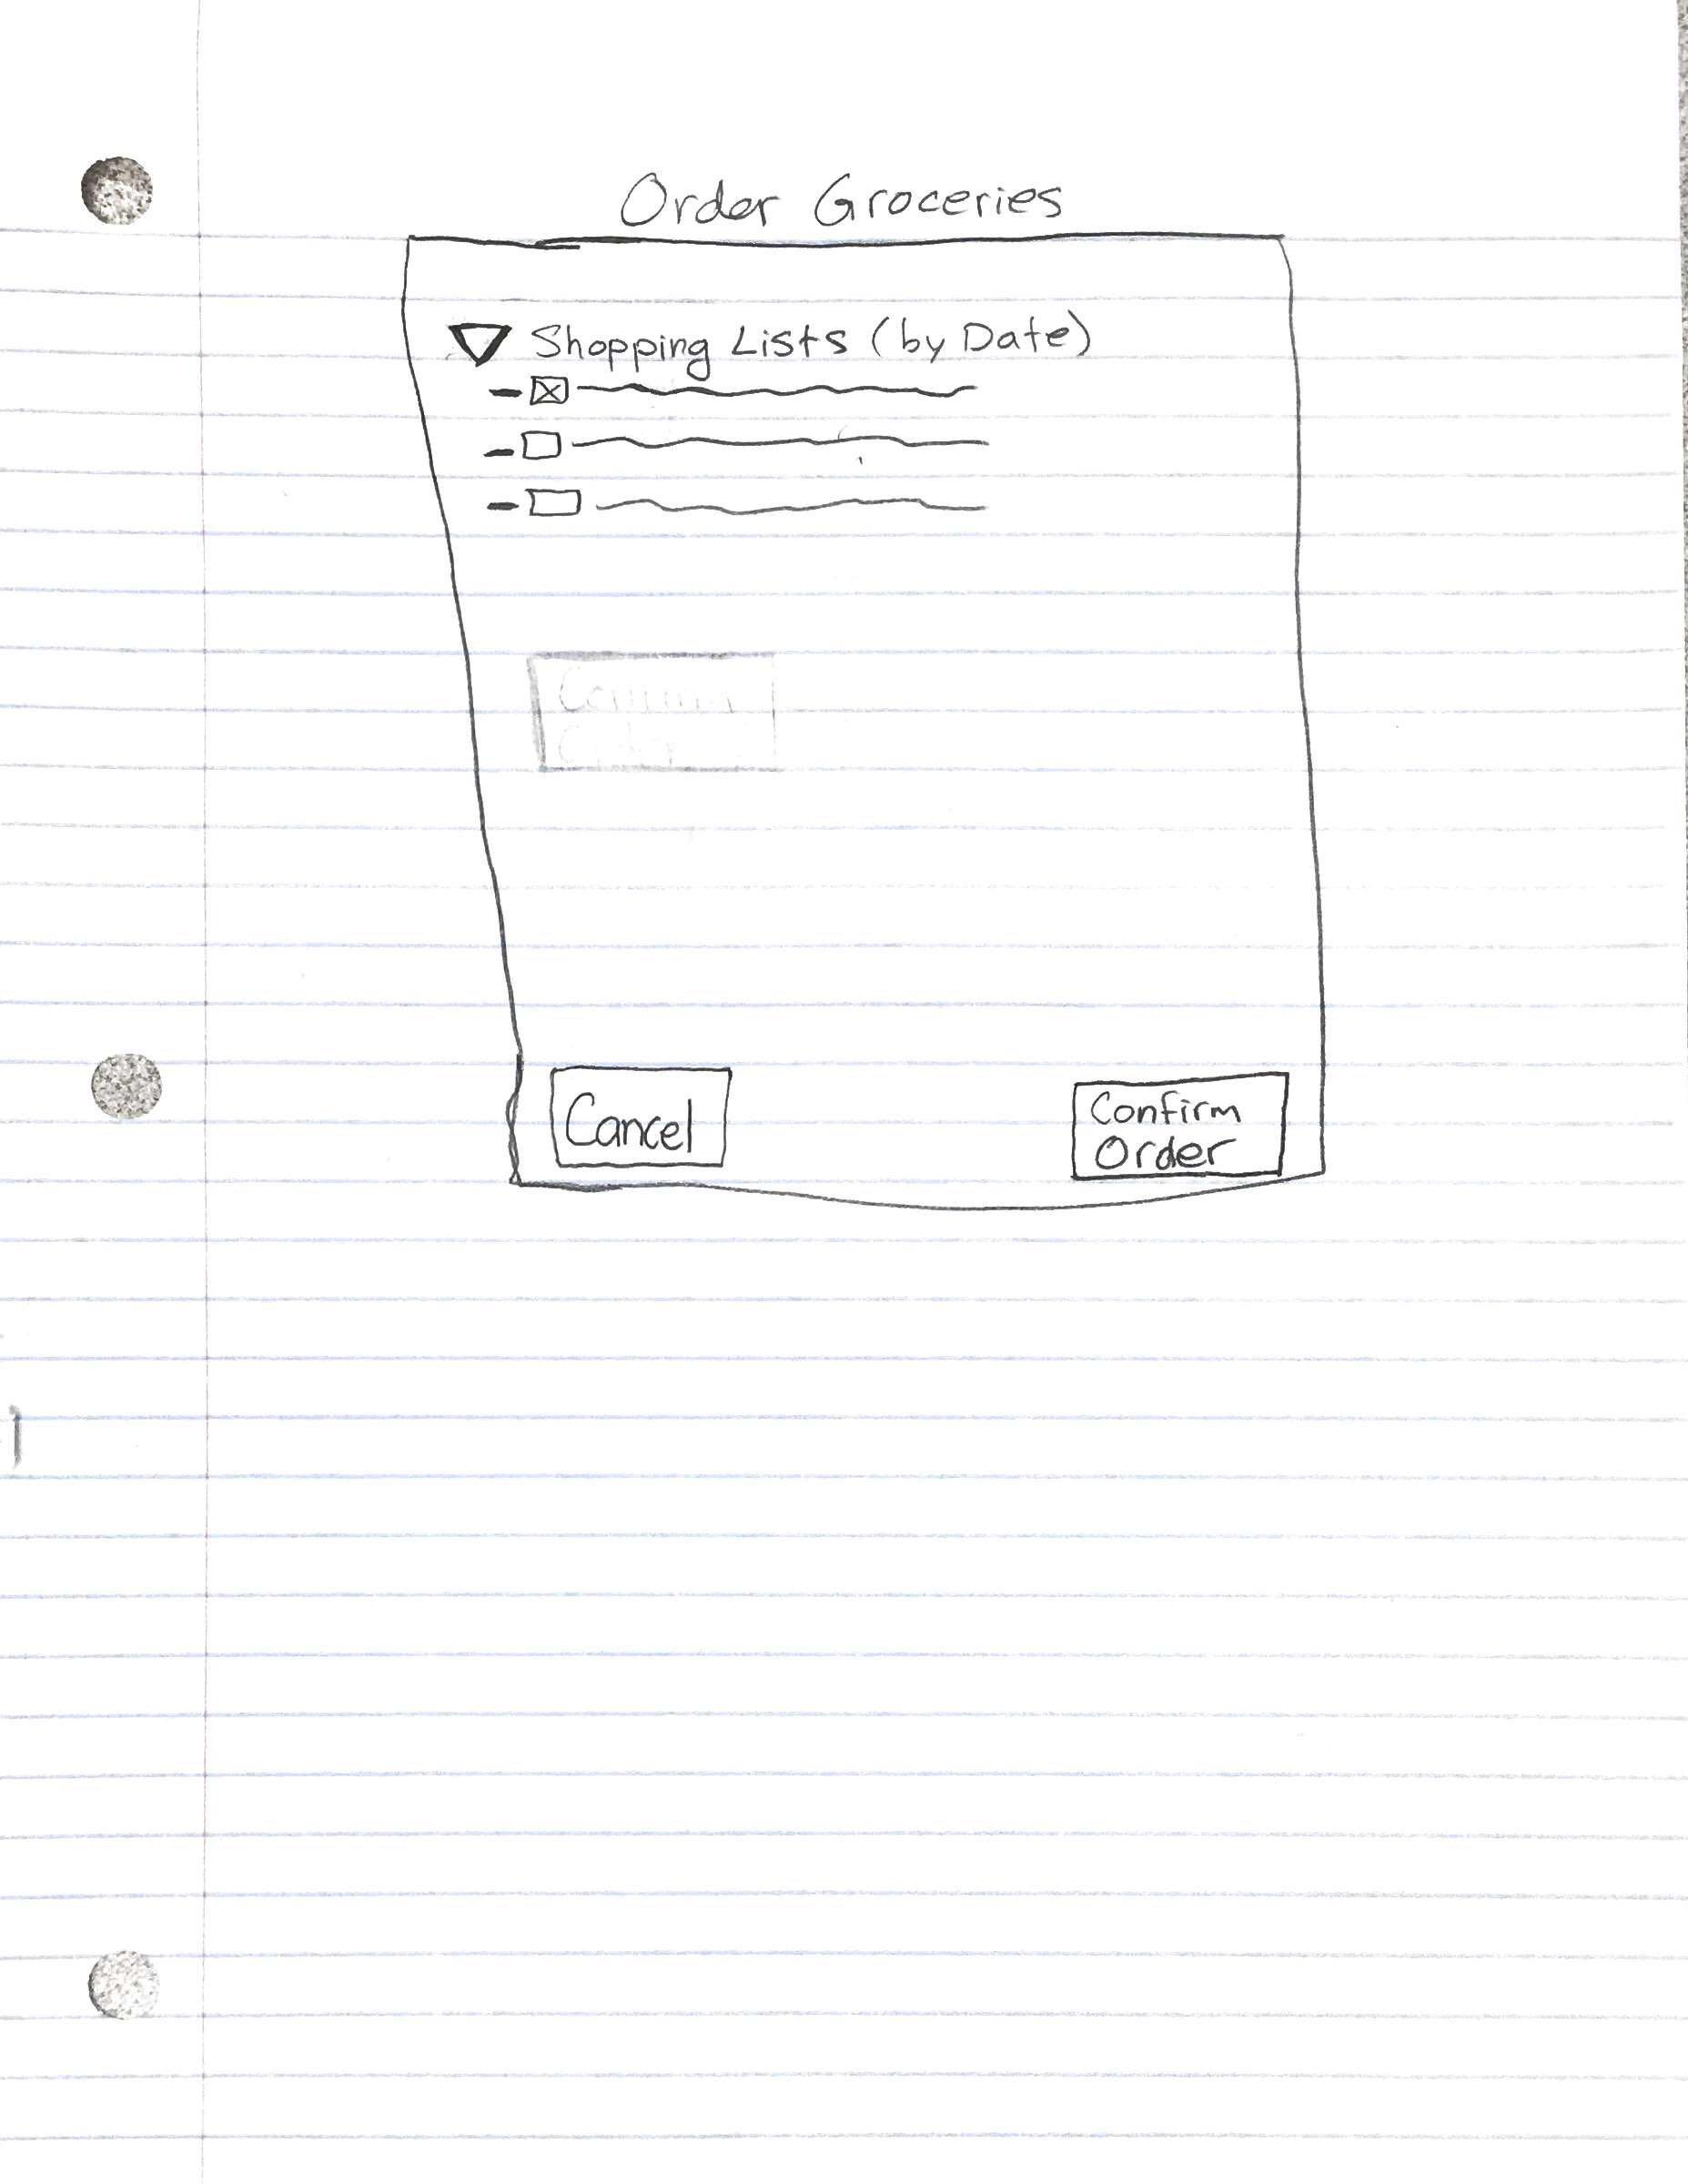 Order Groceries
Shopping Lists (by Date)
Cancel
Confirm
Order